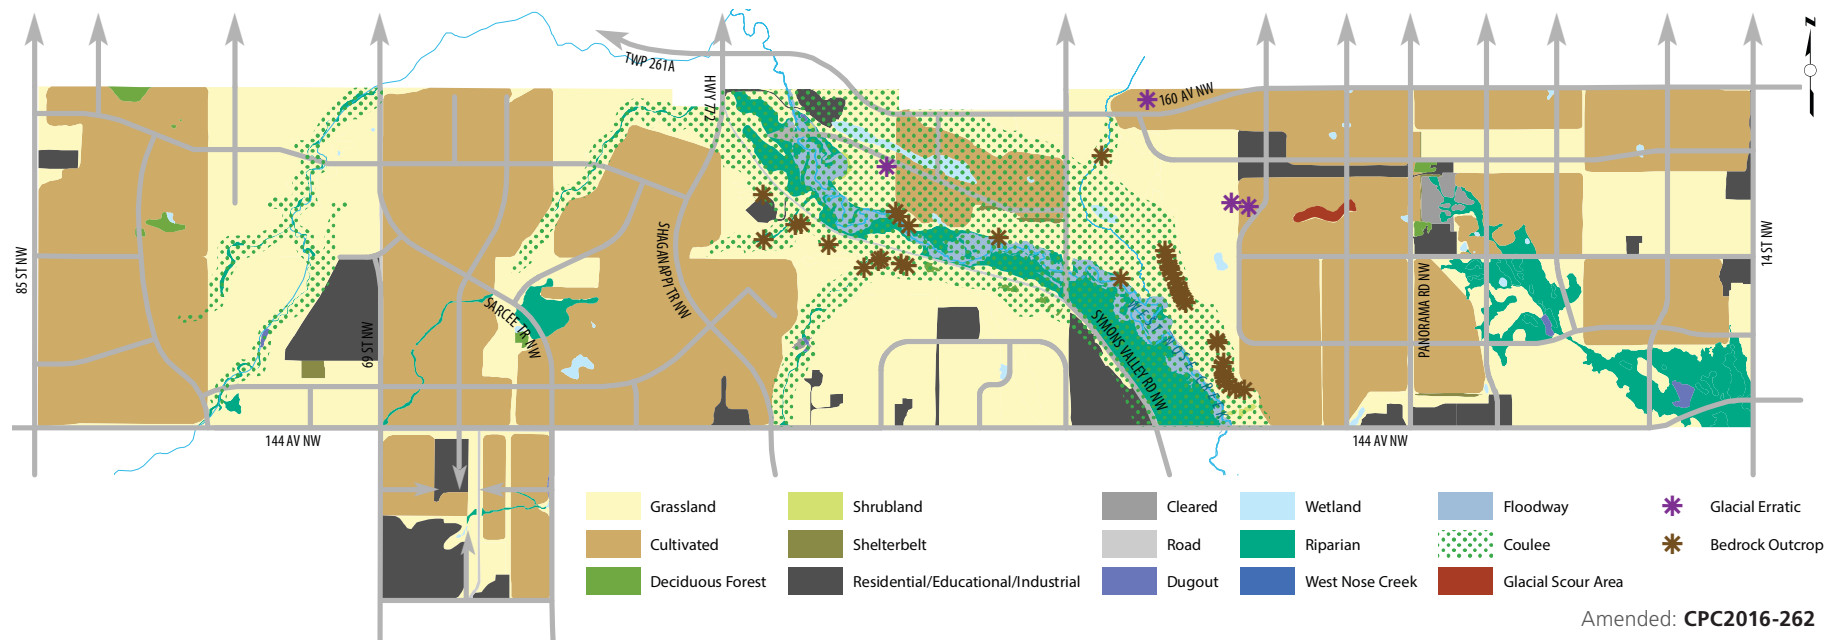 N
TWP 261A
HWY 772
160 AV NW
85 ST NW
SHAGANAPPI TR NW
14 ST NW
SARCEE TR NW
69 ST NW
WEST NOSE CREEK
SYMONS VALLEY RD NW
PANORAMA RD NW
144 AV NW
144 AV NW
Grassland
Shrubland
Cleared
Wetland
Floodway
Glacial Erratic
Cultivated
Shelterbelt
Road
Riparian
Coulee
Bedrock Outcrop
Deciduous Forest
Residential/Educational/Industrial
Dugout
West Nose Creek
Glacial Scour Area
Amended: CPC2016-262